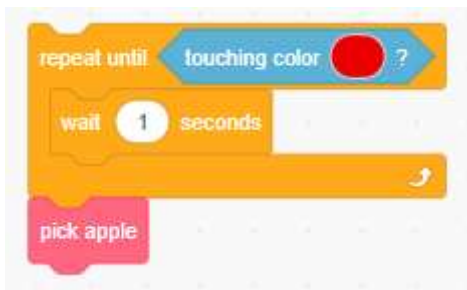 repeat until touching color ?
wait 1 seconds
pick apple